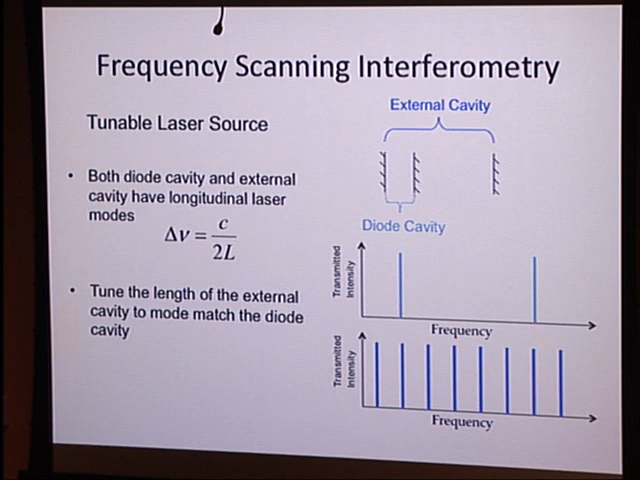 Frequency Scanning Interferometry
Tunable Laser Source
• Both diode cavity and external
cavity have longitudinal laser
modes
Δν = c / 2L
• Tune the length of the external
cavity to mode match the diode
cavity
External Cavity
Diode Cavity
Transmitted
Intensity
Frequency
Transmitted
Intensity
Frequency